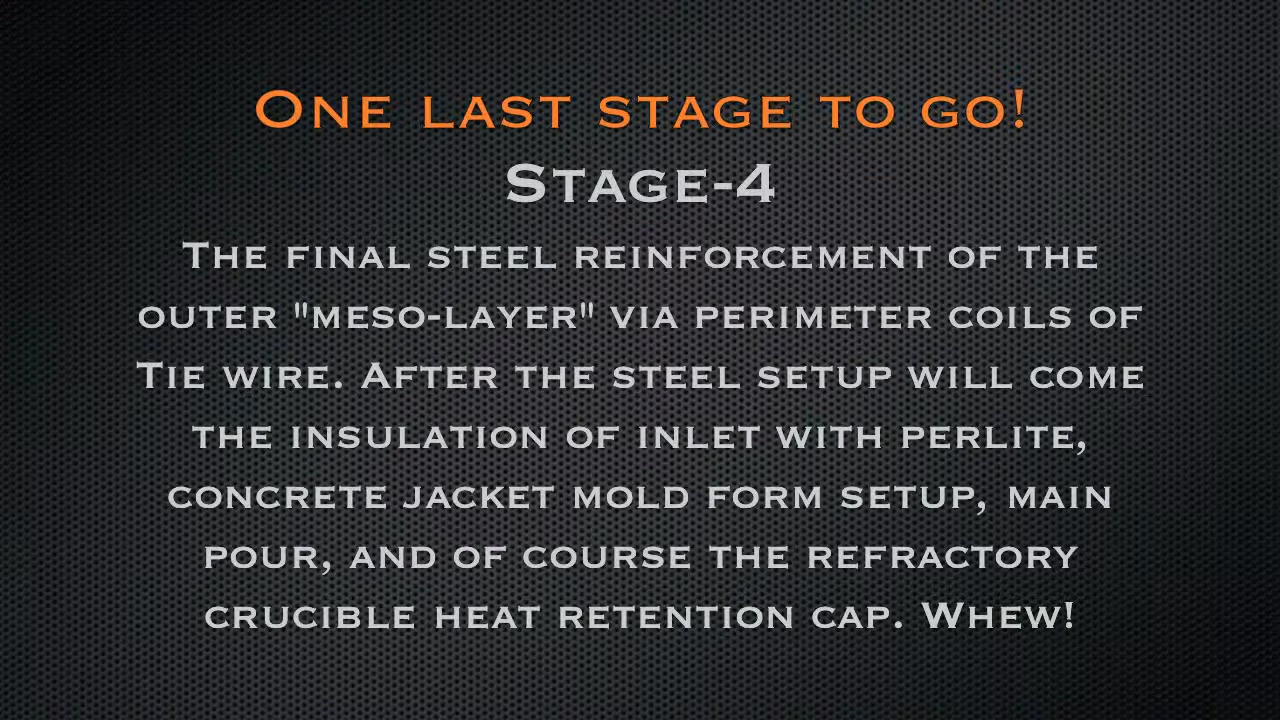 One last stage to go!
Stage-4
The final steel reinforcement of the
outer "meso-layer" via perimeter coils of
Tie wire. After the steel setup will come
the insulation of inlet with perlite,
concrete jacket mold form setup, main
pour, and of course the refractory
crucible heat retention cap. Whew!